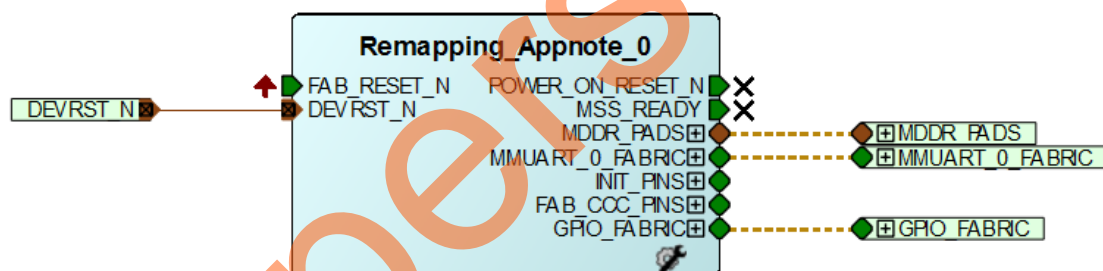 Remapping_Appnote_0
FAB_RESET_N POWER_ON_RESET_N
DEVRST_N DEVRST_N MSS_READY
MDDR_PADS MDDR_PADS
MMUART_0_FABRIC MMUART_0_FABRIC
INIT_PINS
FAB_CCC_PINS
GPIO_FABRIC GPIO_FABRIC